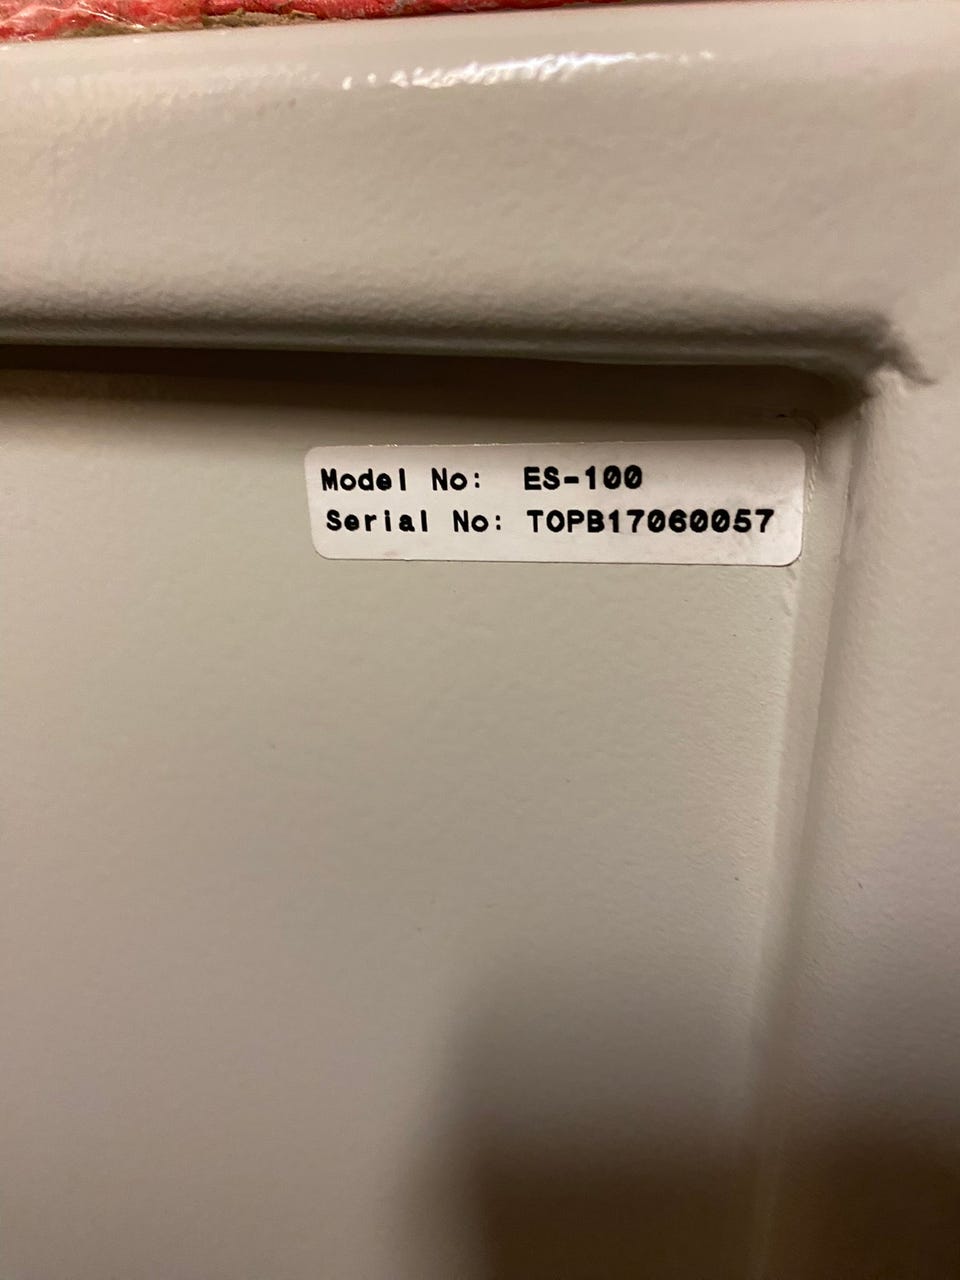 Model No: ES-100
Serial No: TOPB17060057